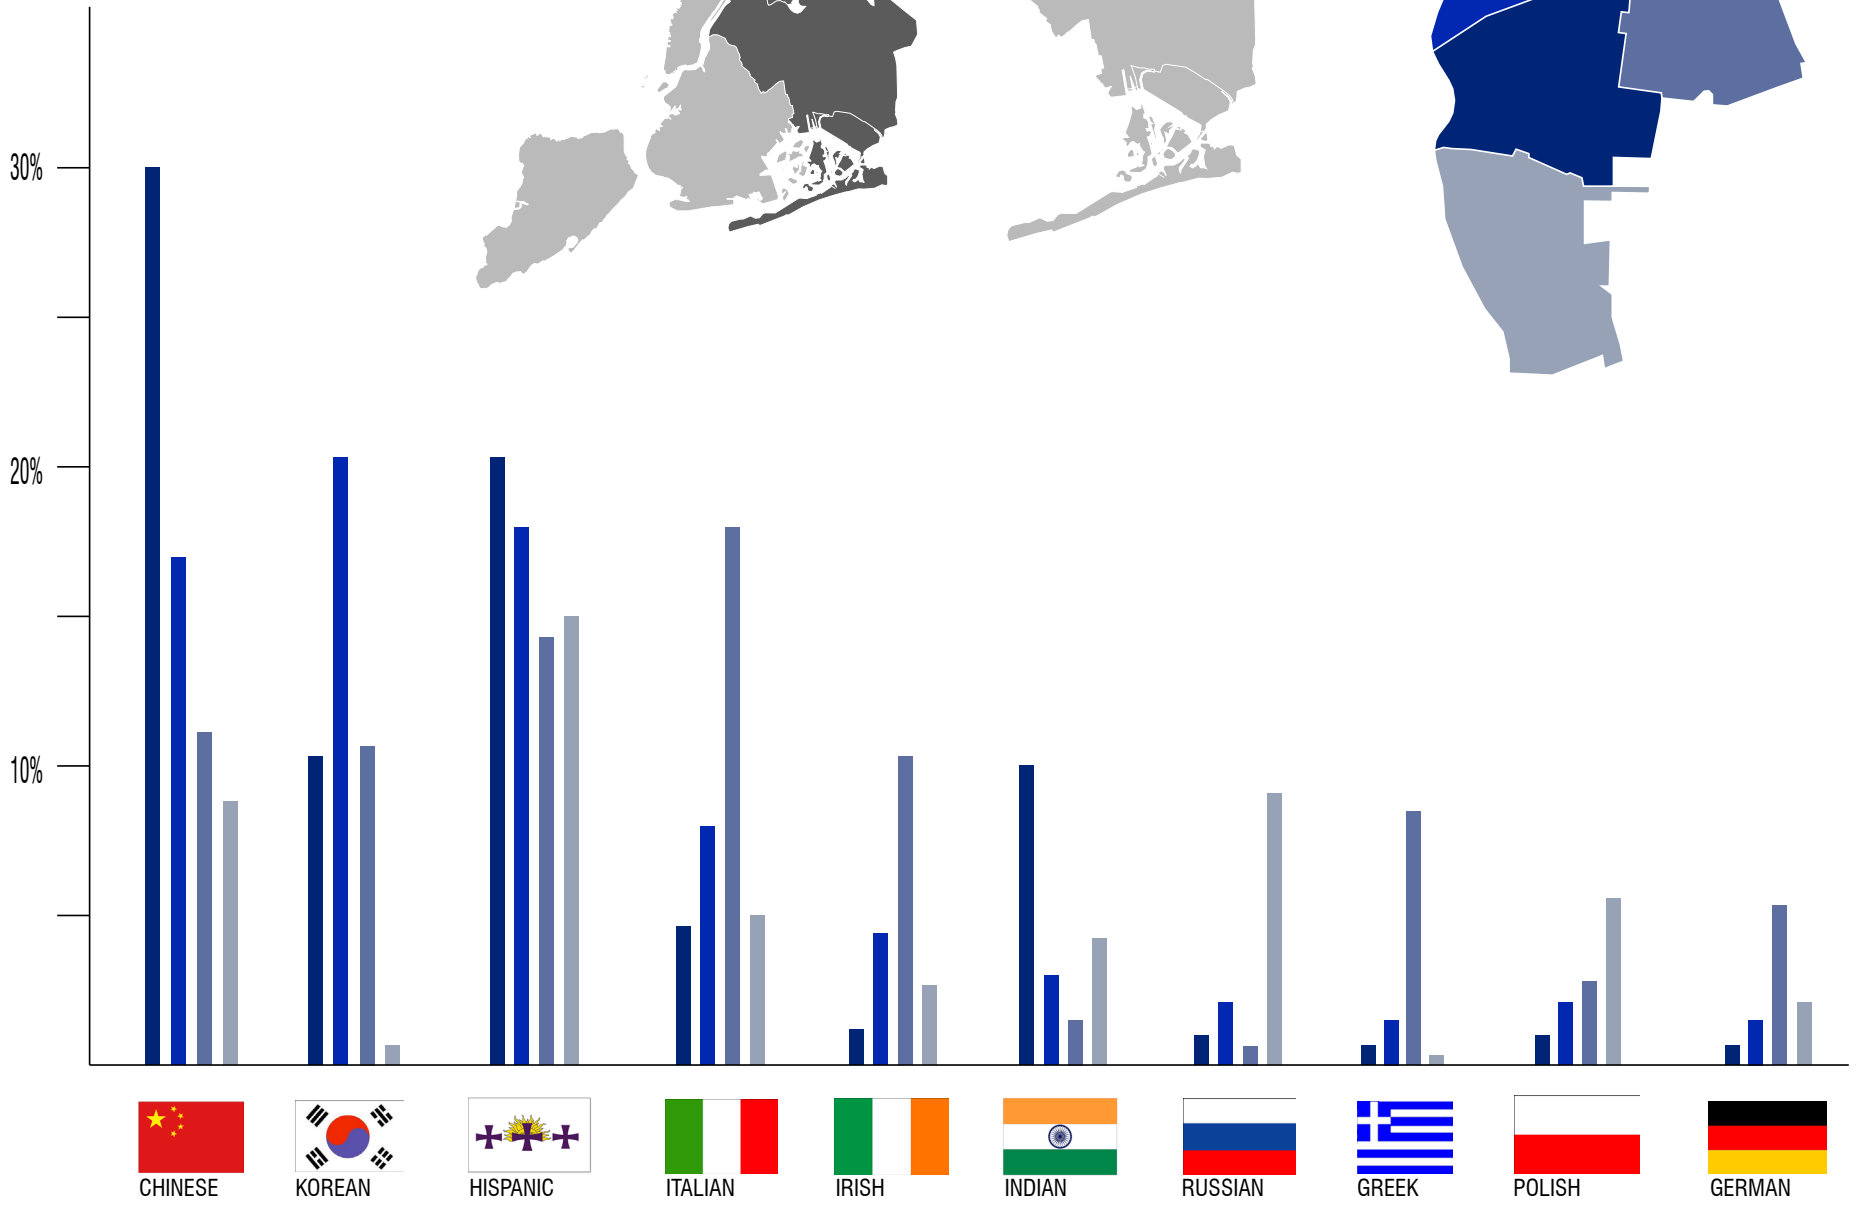 30%
20%
10%
CHINESE
KOREAN
HISPANIC
ITALIAN
IRISH
INDIAN
RUSSIAN
GREEK
POLISH
GERMAN